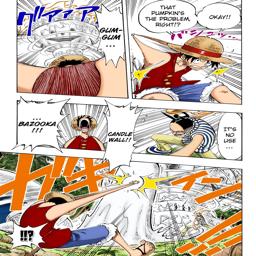 THAT
PUMPKIN'S
THE PROBLEM,
RIGHT!?
OKAY!!
GUM-
GUM
...
...
BAZOOKA
!!!
CANDLE
WALL!!
IT'S
NO USE
...
!!?